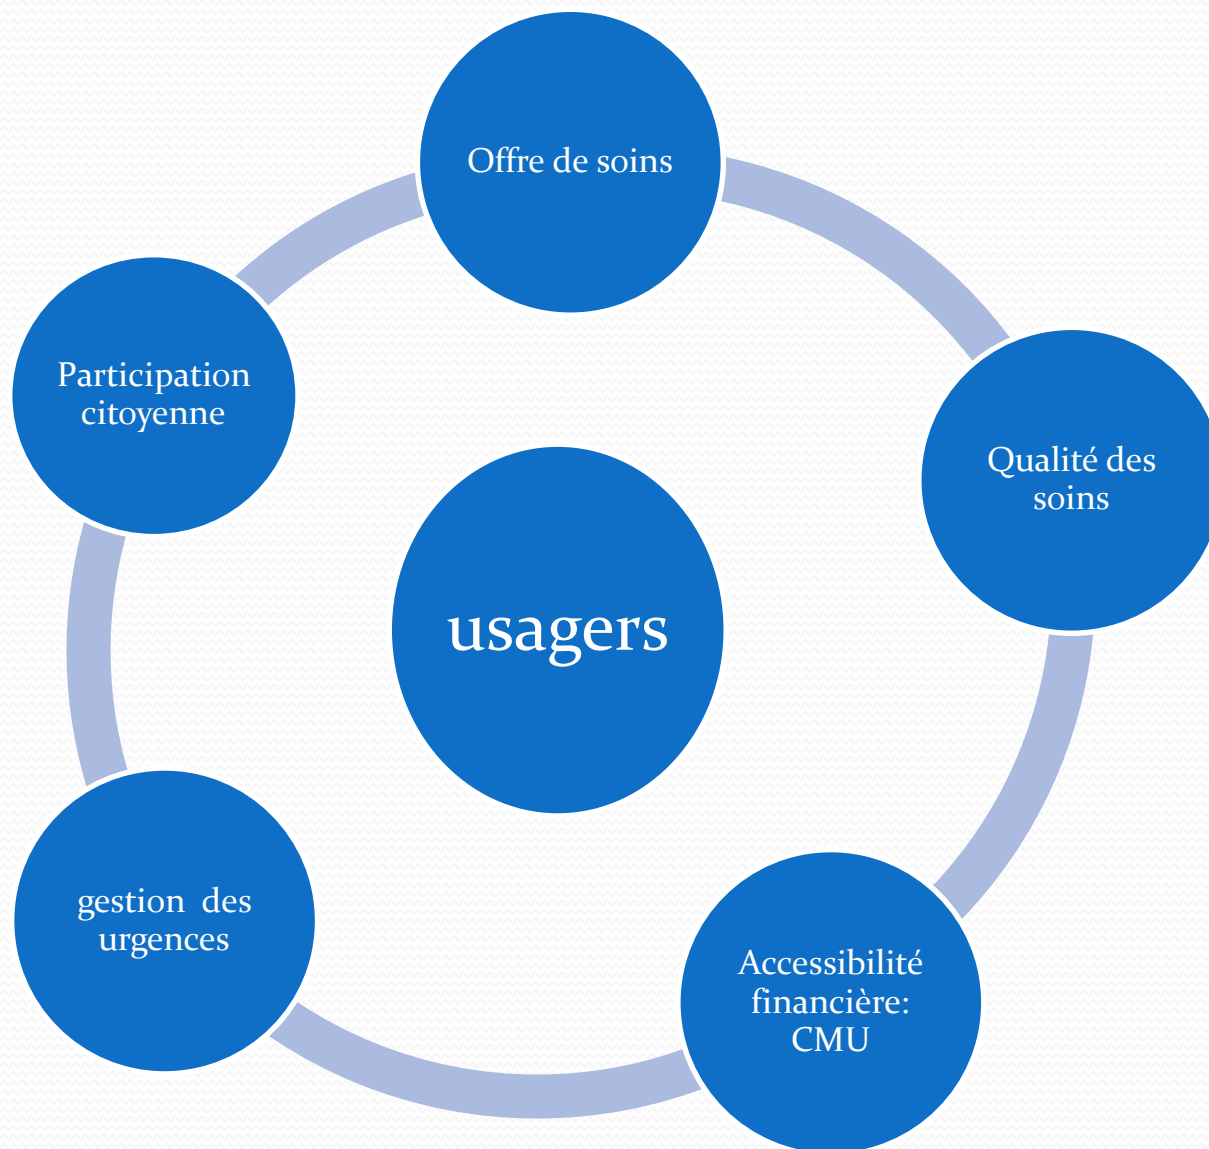 Offre de soins
Participation
citoyenne
Qualité des
soins
usagers
gestion des
urgences
Accessibilité
financière:
CMU